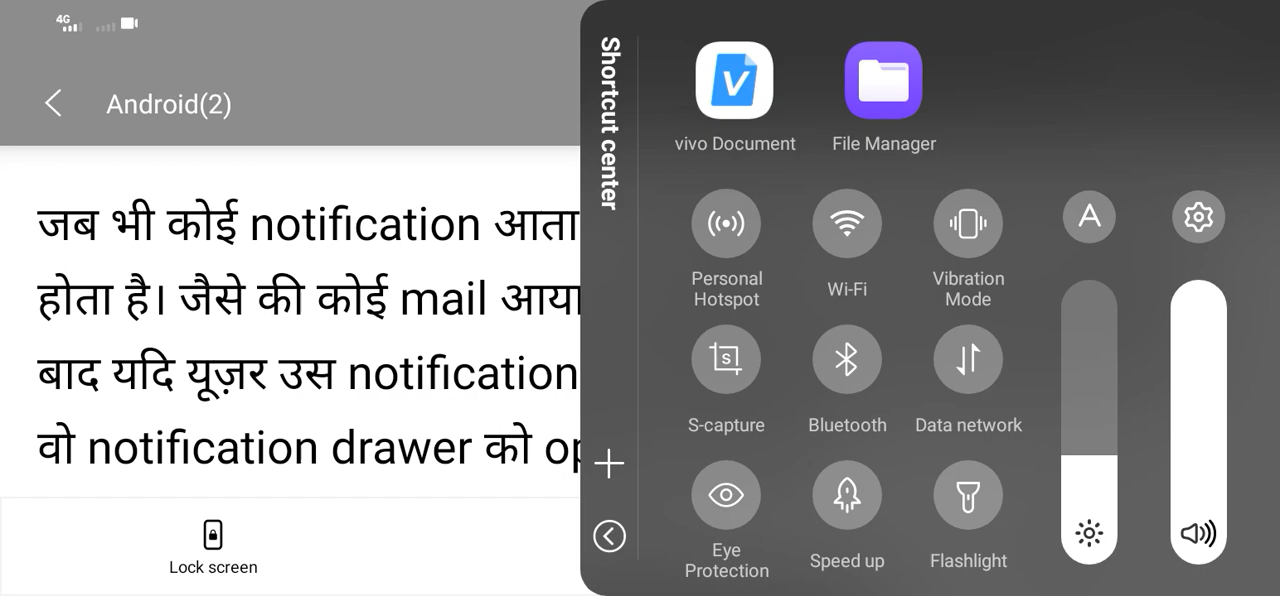 4G
Android(2)
जब भी कोई notification आता
होता है। जैसे की कोई mail आया
बाद यदि यूज़र उस notification
वो notification drawer को op
Lock screen
Shortcut center
vivo Document
File Manager
Personal
Hotspot
Wi-Fi
Vibration
Mode
A
S-capture
Bluetooth
Data network
Eye
Protection
Speed up
Flashlight